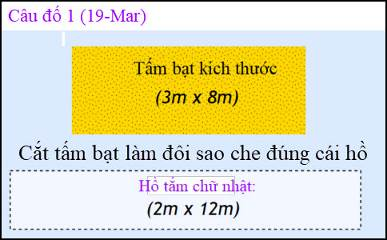 Câu đố 1 (19-Mar)
Tấm bạt kích thước
(3m x 8m)
Cắt tấm bạt làm đôi sao che đúng cái hồ
Hồ tắm chữ nhật:
(2m x 12m)